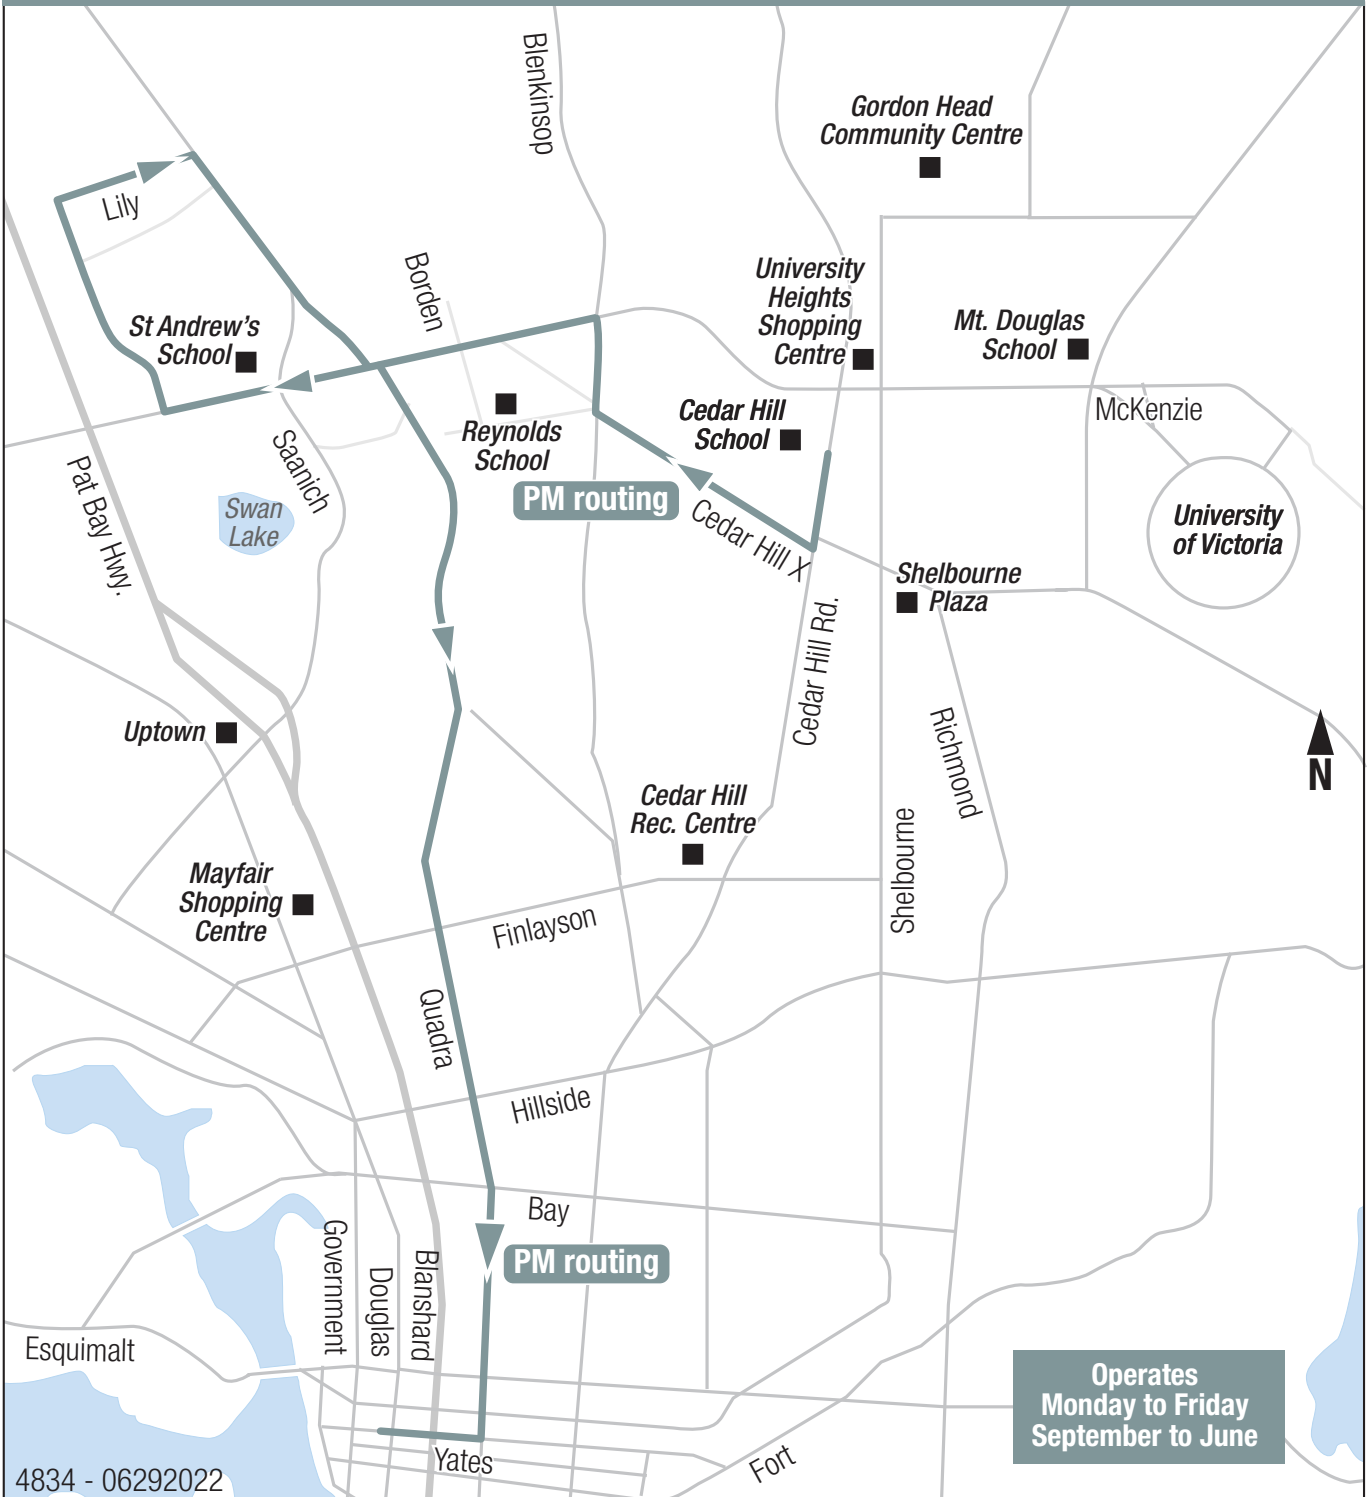 Blenkinsop
Gordon Head
Community Centre
Lily
Borden
University
Heights
Shopping
Centre
St Andrew's
School
Mt. Douglas
School
McKenzie
Cedar Hill
School
Reynolds
School
Saanich
Pat Bay Hwy.
PM routing
Swan
Lake
Cedar Hill X
University
of Victoria
Shelbourne
Plaza
Cedar Hill Rd.
Uptown
Richmond
N
Cedar Hill
Rec. Centre
Shelbourne
Mayfair
Shopping
Centre
Finlayson
Quadra
Hillside
Bay
PM routing
Government
Douglas
Blanshard
Esquimalt
Operates
Monday to Friday
September to June
Yates
Fort
4834 - 06292022